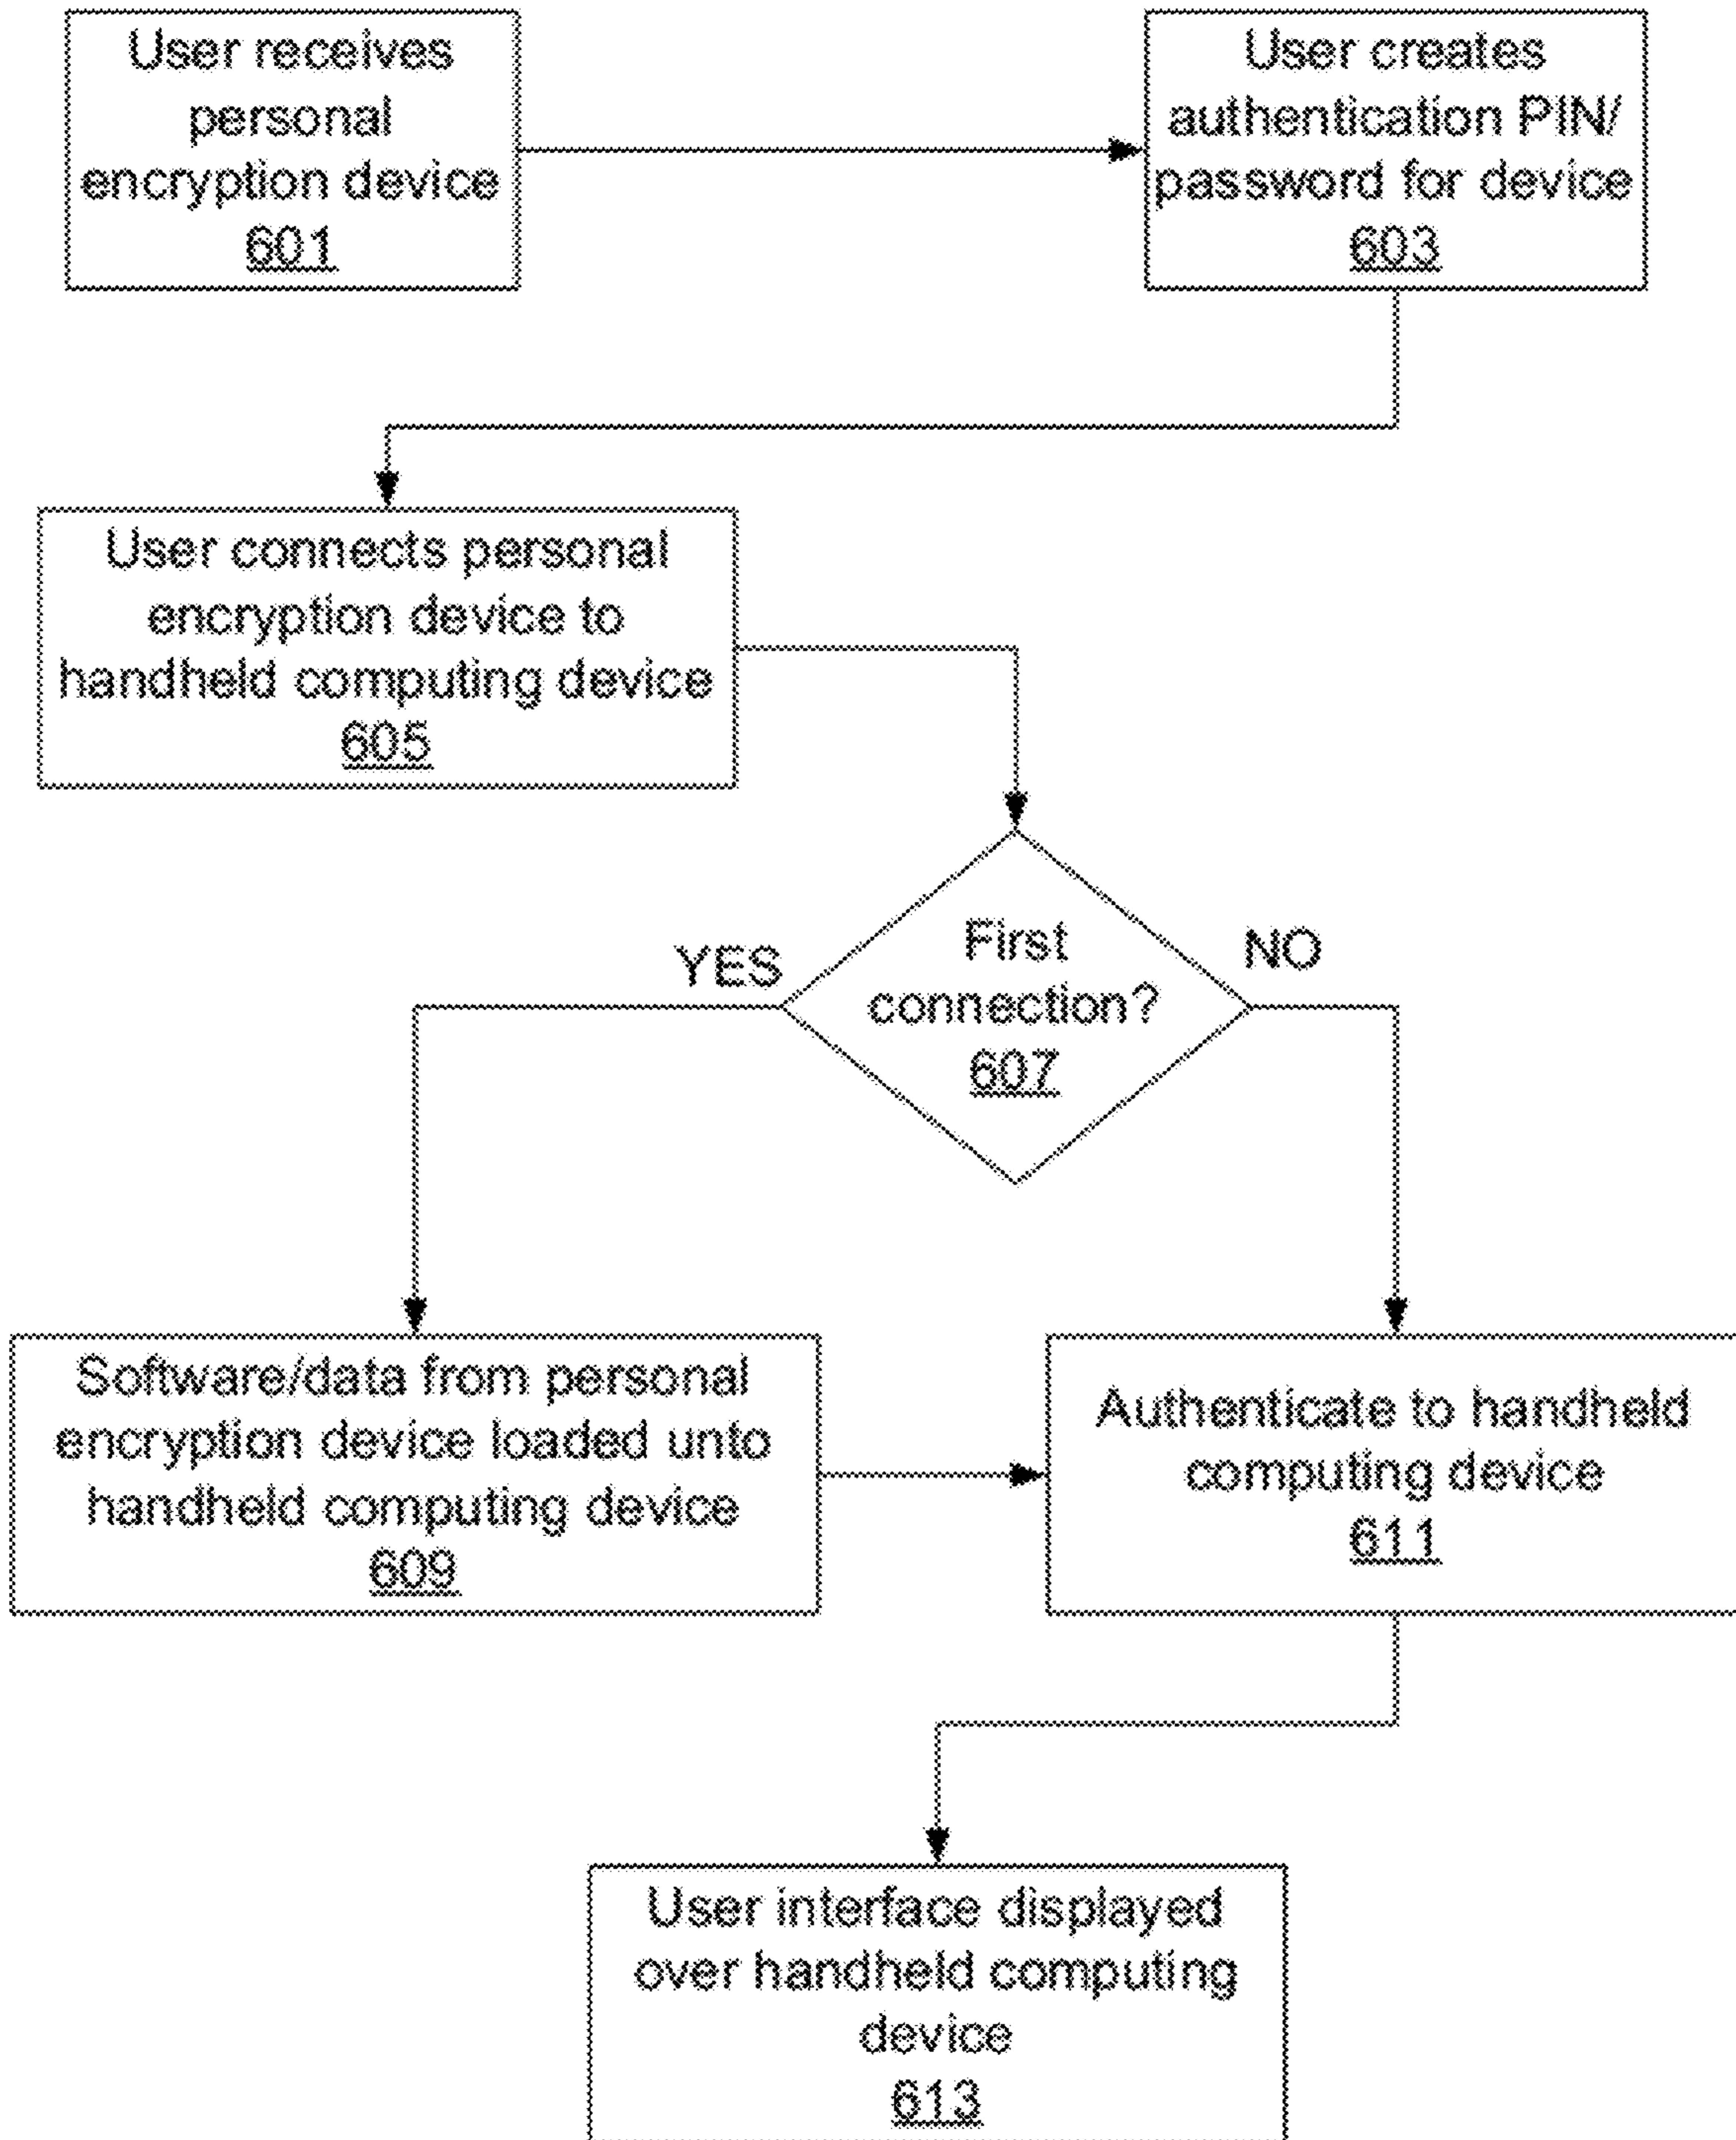 User receives
personal
encryption device
601
User creates
authentication PIN/
password for device
603
User connects personal
encryption device to
handheld computing device
605
First
connection?
607
YES
NO
Software/data from personal
encryption device loaded unto
handheld computing device
609
Authenticate to handheld
computing device
611
User interface displayed
over handheld computing
device
613